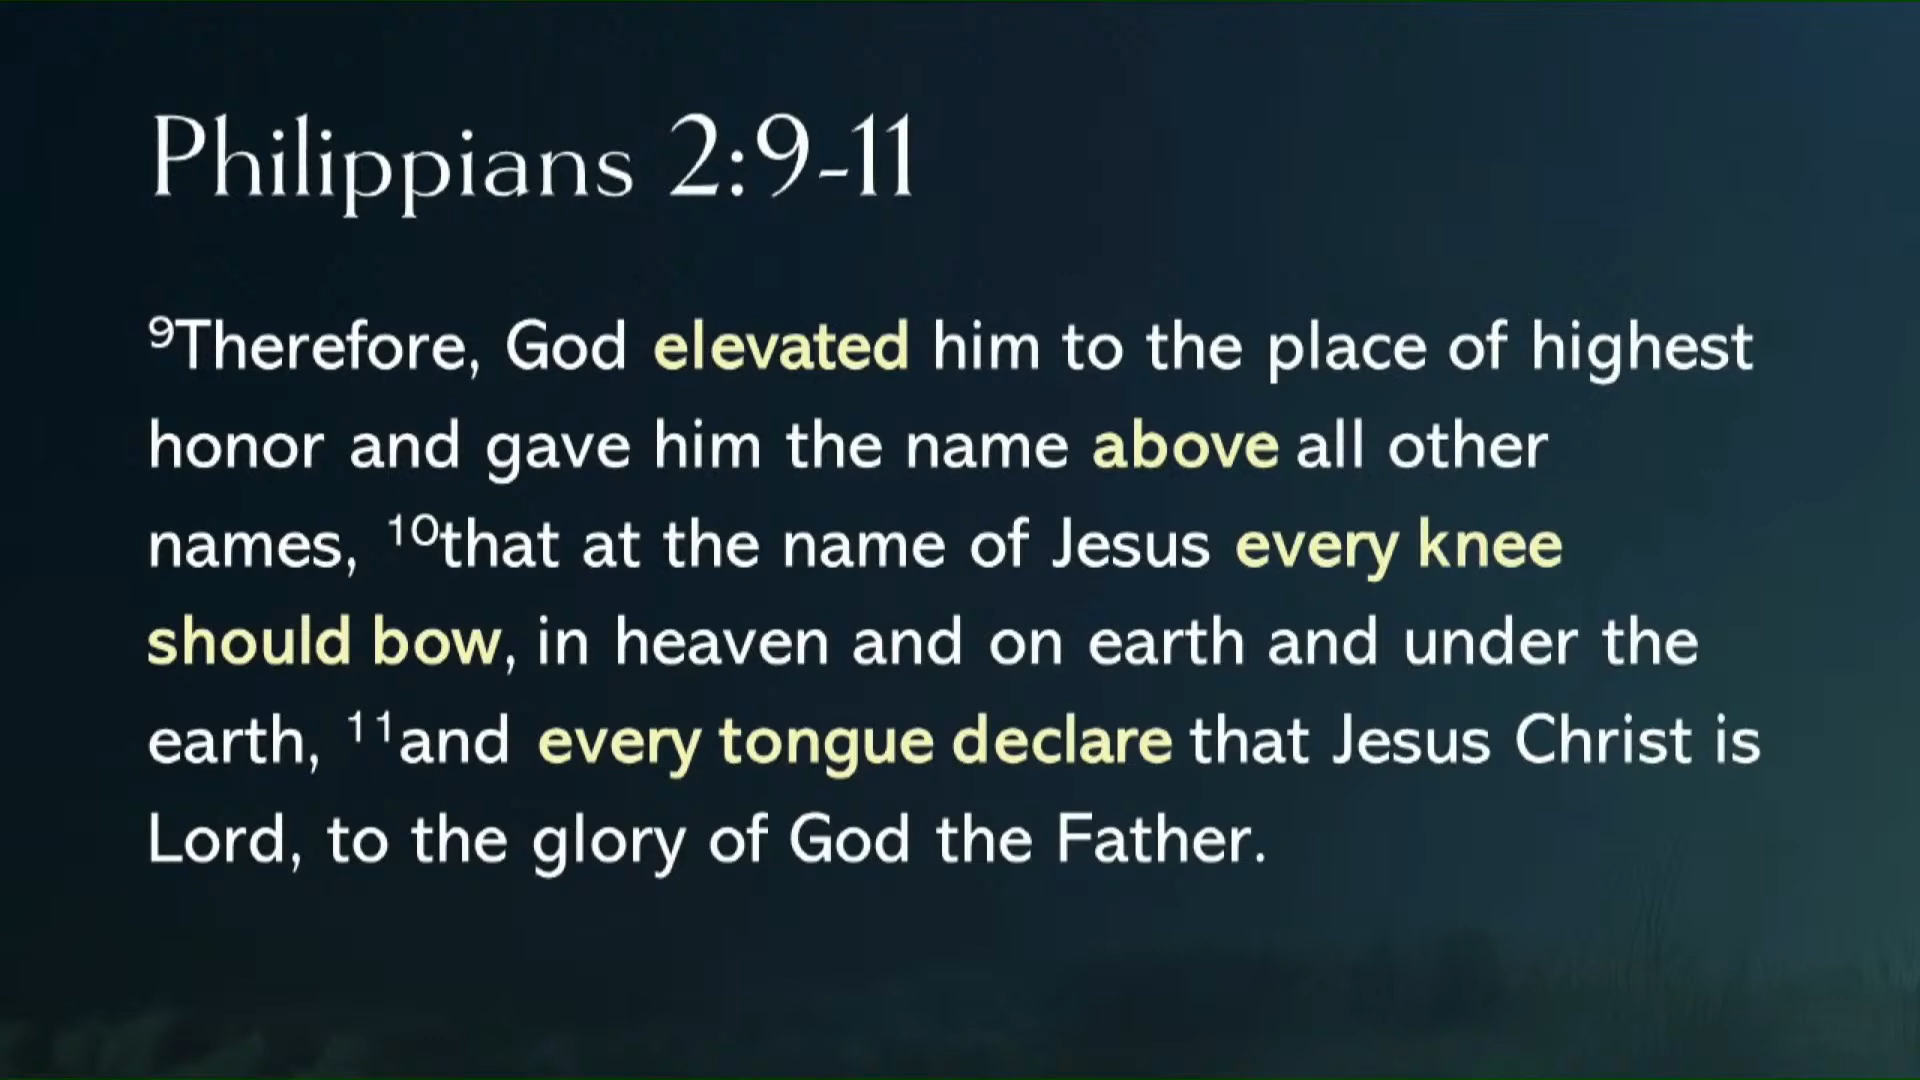 Philippians 2:9-11
⁹Therefore, God elevated him to the place of highest
honor and gave him the name above all other
names, ¹⁰that at the name of Jesus every knee
should bow, in heaven and on earth and under the
earth, ¹¹and every tongue declare that Jesus Christ is
Lord, to the glory of God the Father.